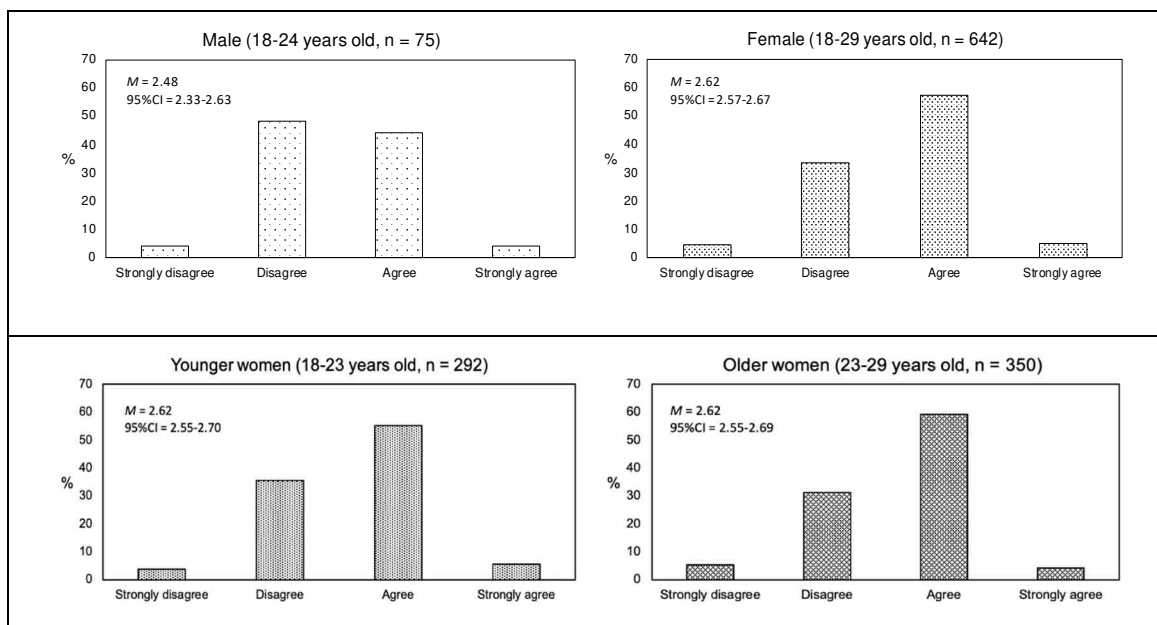 Male (18-24 years old, n = 75)
70
60
50
40
30
20
10
0
%
M = 2.48
95%CI = 2.33-2.63
Strongly disagree Disagree Agree Strongly agree
Female (18-29 years old, n = 642)
70
60
50
40
30
20
10
0
%
M = 2.62
95%CI = 2.57-2.67
Strongly disagree Disagree Agree Strongly agree
Younger women (18-23 years old, n = 292)
70
60
50
40
30
20
10
0
%
M = 2.62
95%CI = 2.55-2.70
Strongly disagree Disagree Agree Strongly agree
Older women (23-29 years old, n = 350)
70
60
50
40
30
20
10
0
%
M = 2.62
95%CI = 2.55-2.69
Strongly disagree Disagree Agree Strongly agree